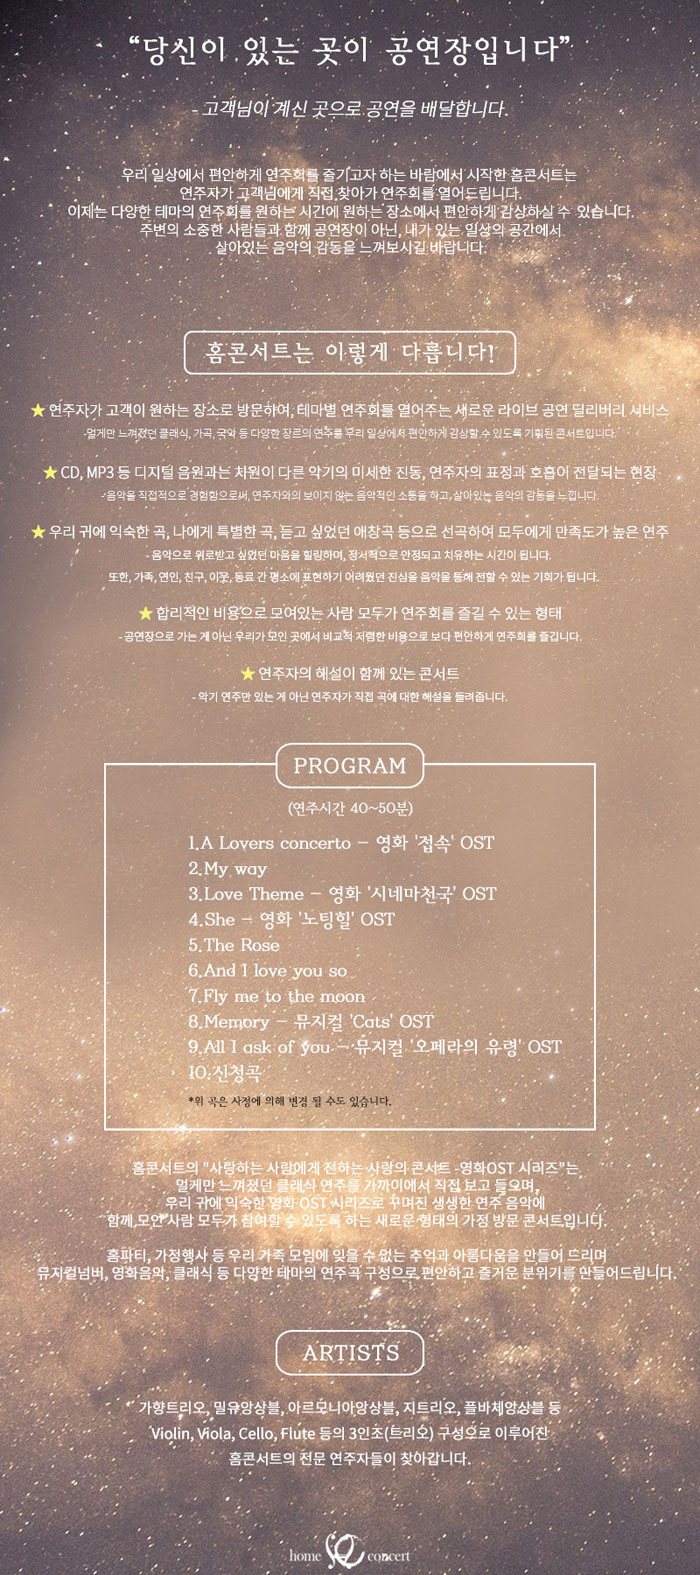 “당신이 있는 곳이 공연장입니다”
- 고객님이 계신 곳으로 공연을 배달합니다.
우리 일상에서 편안하게 연주회를 즐기고자 하는 바람에서 시작한 홈콘서트는
연주자가 고객님에게 직접 찾아가 연주회를 열어드립니다.
이제는 다양한 테마의 연주회를 원하는 시간에 원하는 장소에서 편안하게 감상하실 수 있습니다.
주변의 소중한 사람들과 함께 공연장이 아닌, 내가 있는 일상의 공간에서
살아있는 음악의 감동을 느껴보시길 바랍니다.
홈콘서트는 이렇게 다릅니다!
★ 연주자가 고객이 원하는 장소로 방문하여, 테마별 연주회를 열어주는 새로운 라이브 공연 딜리버리 서비스
-멀게만 느껴졌던 클래식, 가곡, 국악 등 다양한 장르의 연주를 우리 일상에서 편안하게 감상할 수 있도록 기획된 콘서트입니다.
★ CD, MP3 등 디지털 음원과는 차원이 다른 악기의 미세한 진동, 연주자의 표정과 호흡이 전달되는 현장
-음악을 직접적으로 경험함으로써, 연주자와의 보이지 않는 음악적인 소통을 하고, 살아있는 음악의 감동을 느낍니다.
★ 우리 귀에 익숙한 곡, 나에게 특별한 곡, 듣고 싶었던 애창곡 등으로 선곡하여 모두에게 만족도가 높은 연주
- 음악으로 위로받고 싶었던 마음을 힐링하며, 정서적으로 안정되고 치유하는 시간이 됩니다.
또한, 가족, 연인, 친구, 이웃, 동료 간 평소에 표현하기 어려웠던 진심을 음악을 통해 전할 수 있는 기회가 됩니다.
★ 합리적인 비용으로 모여있는 사람 모두가 연주회를 즐길 수 있는 형태
- 공연장으로 가는 게 아닌 우리가 모인 곳에서 비교적 저렴한 비용으로 보다 편안하게 연주회를 즐깁니다.
★ 연주자의 해설이 함께 있는 콘서트
- 악기 연주만 있는 게 아닌 연주자가 직접 곡에 대한 해설을 들려줍니다.
PROGRAM
(연주시간 40~50분)
1.A Lovers concerto - 영화 '접속' OST
2.My way
3.Love Theme - 영화 '시네마천국' OST
4.She - 영화 '노팅힐' OST
5.The Rose
6.And I love you so
7.Fly me to the moon
8.Memory - 뮤지컬 'Cats' OST
9.All I ask of you - 뮤지컬 '오페라의 유령' OST
10.신청곡
*위 곡은 사정에 의해 변경 될 수도 있습니다.
홈콘서트의 "사랑하는 사람에게 전하는 사랑의 콘서트 -영화OST 시리즈"는
멀게만 느껴졌던 클래식 연주를 가까이에서 직접 보고 들으며,
우리 귀에 익숙한 영화 OST 시리즈로 꾸며진 생생한 연주 음악에
함께 모인 사람 모두가 참여할 수 있도록 하는 새로운 형태의 가정 방문 콘서트입니다.
홈파티, 가정행사 등 우리 가족 모임에 잊을 수 없는 추억과 아름다움을 만들어 드리며
뮤지컬넘버, 영화음악, 클래식 등 다양한 테마의 연주곡 구성으로 편안하고 즐거운 분위기를 만들어드립니다.
ARTISTS
가향트리오, 밀유앙상블, 아르모니아앙상블, 지트리오, 플바체앙상블 등
Violin, Viola, Cello, Flute 등의 3인조(트리오) 구성으로 이루어진
홈콘서트의 전문 연주자들이 찾아갑니다.
home concert